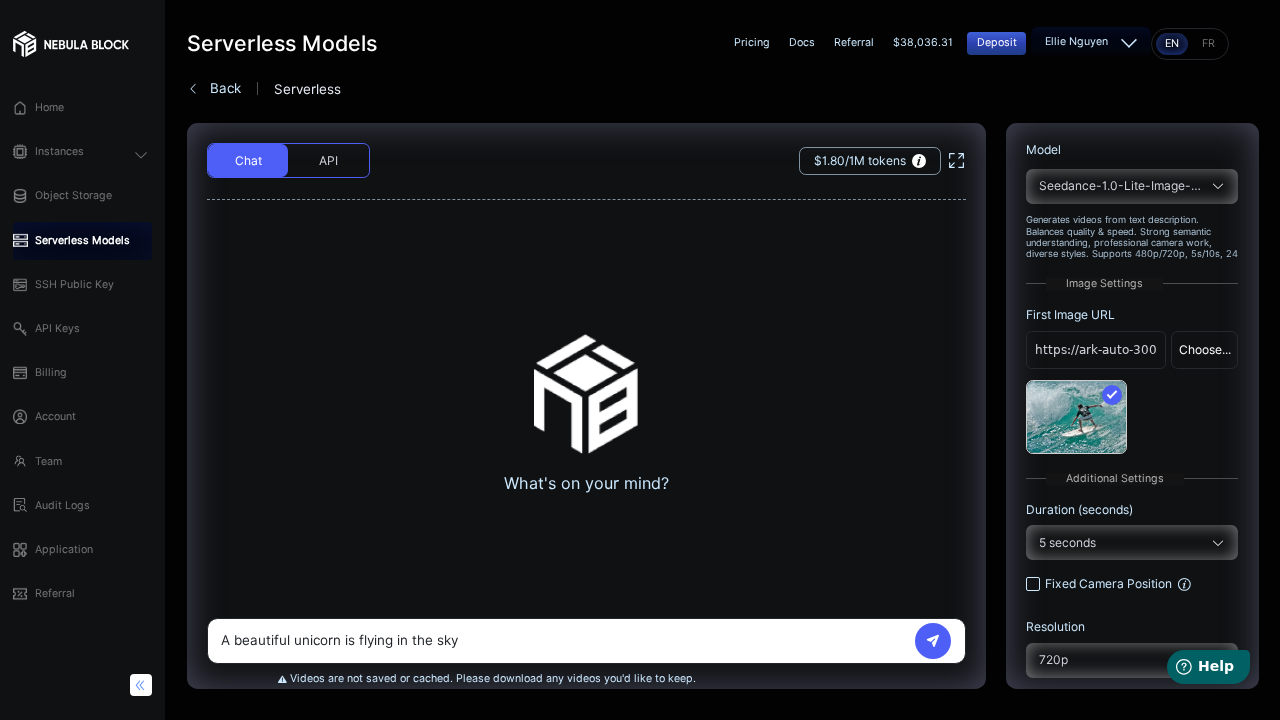 NEBULA BLOCK
Serverless Models
Pricing
Docs
Referral
$38,036.31
Deposit
Ellie Nguyen
EN
FR
Back
Serverless
Home
Instances
Object Storage
Serverless Models
SSH Public Key
API Keys
Billing
Account
Team
Audit Logs
Application
Referral
Chat
API
$1.80/1M tokens
What's on your mind?
A beautiful unicorn is flying in the sky
Videos are not saved or cached. Please download any videos you'd like to keep.
Model
Seedance-1.0-Lite-Image-...
Generates videos from text description.
Balances quality & speed. Strong semantic
understanding, professional camera work,
diverse styles. Supports 480p/720p, 5s/10s, 24
Image Settings
First Image URL
https://ark-auto-300
Choose...
Additional Settings
Duration (seconds)
5 seconds
Fixed Camera Position
Resolution
720p
Help